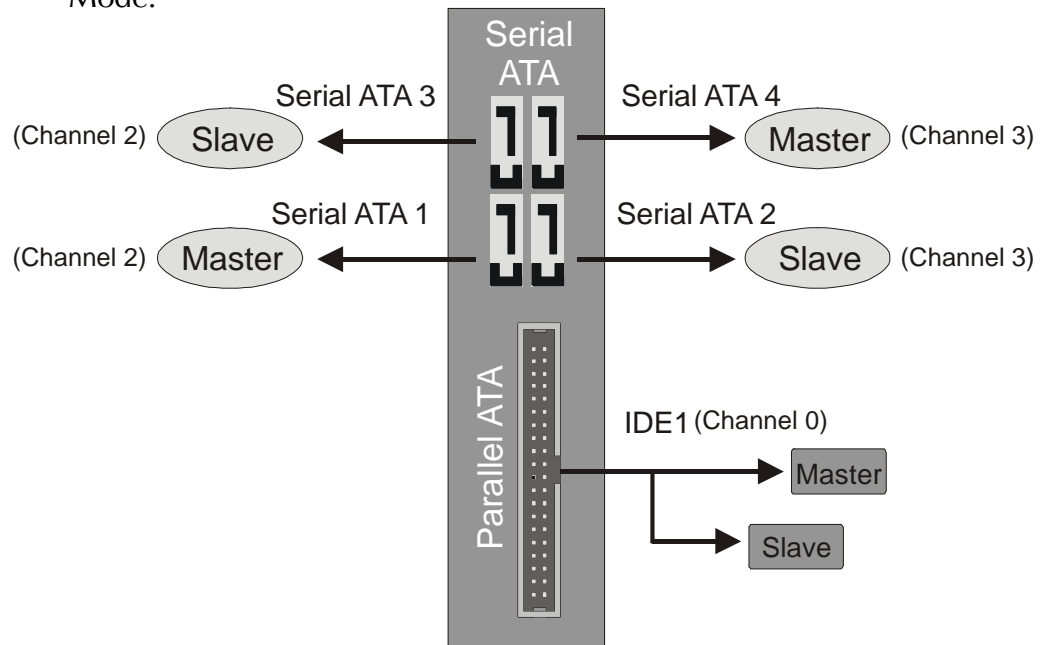 Mode.
Serial
ATA
Serial ATA 3
Serial ATA 4
(Channel 2)
Slave
Master
(Channel 3)
Serial ATA 1
Serial ATA 2
(Channel 2)
Master
Slave
(Channel 3)
Parallel ATA
IDE1 (Channel 0)
Master
Slave